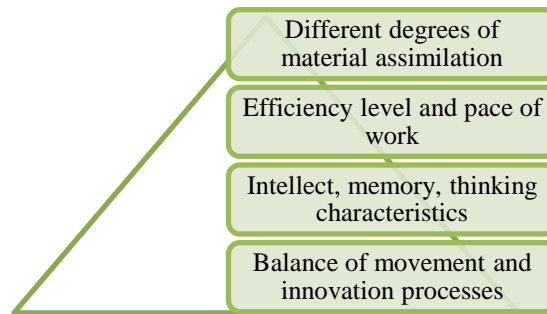 Different degrees of
material assimilation
Efficiency level and pace of
work
Intellect, memory, thinking
characteristics
Balance of movement and
innovation processes